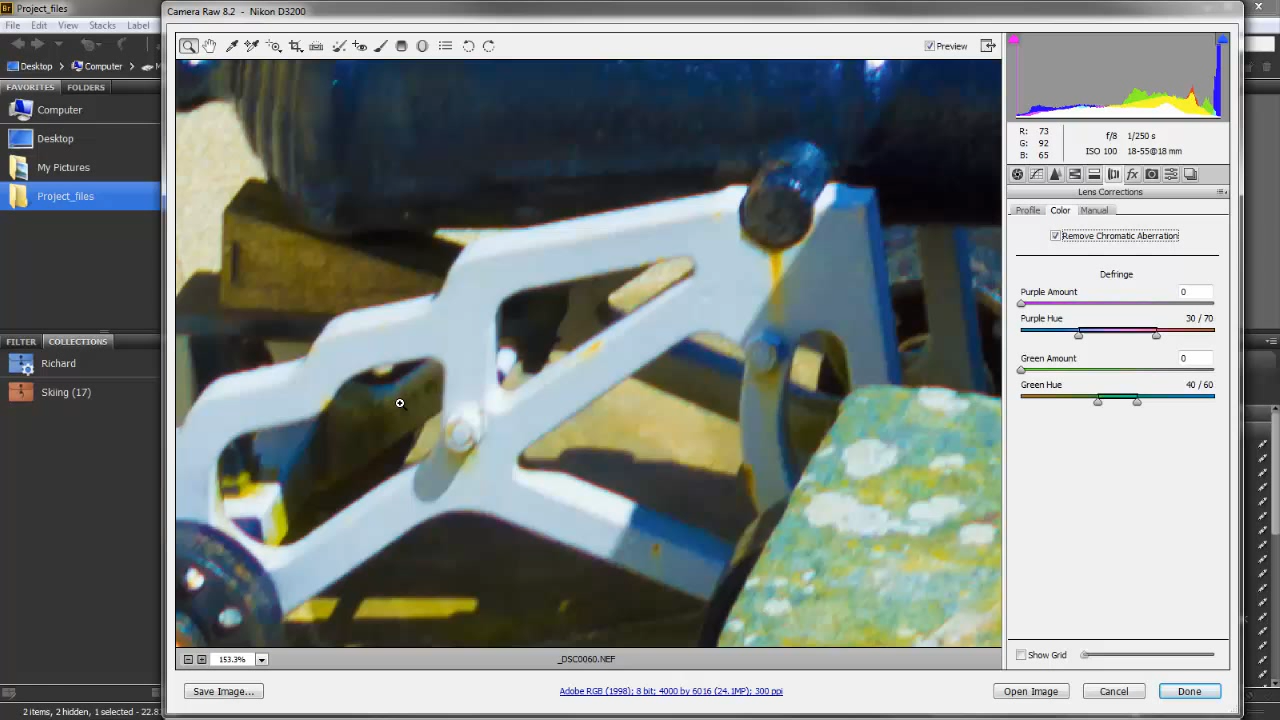 Br Project_files
File Edit View Stacks Label
Desktop Computer
FAVORITES FOLDERS
Computer
Desktop
My Pictures
Project_files
FILTER COLLECTIONS
Richard
Skiing (17)
2 items, 2 hidden, 1 selected - 22.8
Camera Raw 8.2 - Nikon D3200
Preview
R: 73
G: 92
B: 65
f/8 1/250 s
ISO 100 18-55@18 mm
fx
Lens Corrections
Profile Color Manual
Remove Chromatic Aberration
Defringe
Purple Amount 0
Purple Hue 30 / 70
Green Amount 0
Green Hue 40 / 60
Show Grid
153.3%
_DSC0060.NEF
Save Image...
Adobe RGB (1998); 8 bit; 4000 by 6016 (24.1MP); 300 ppi
Open Image Cancel Done